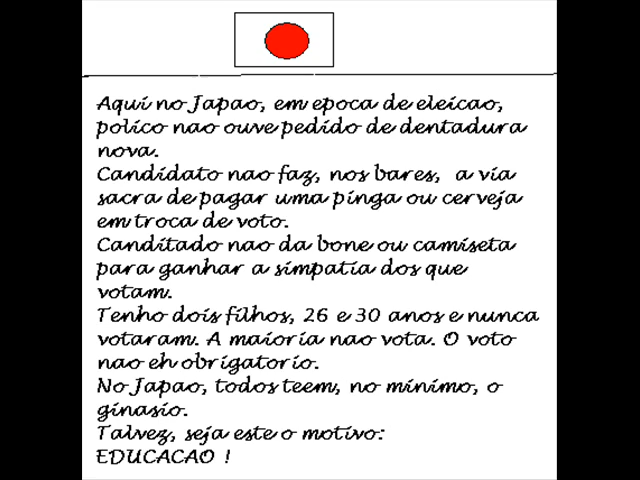 Aqui no Japao, em epoca de eleicao,
polico nao ouve pedido de dentadura
nova.
Candidato nao faz, nos bares, a via
sacra de pagar uma pinga ou cerveja
em troca de voto.
Canditado nao da bone ou camiseta
para ganhar a simpatia dos que
votam.
Tenho dois filhos, 26 e 30 anos e nunca
votaram. A maioria nao vota. O voto
nao eh obrigatorio.
No Japao, todos teem, no minimo, o
ginasio.
Talvez, seja este o motivo:
EDUCACAO !